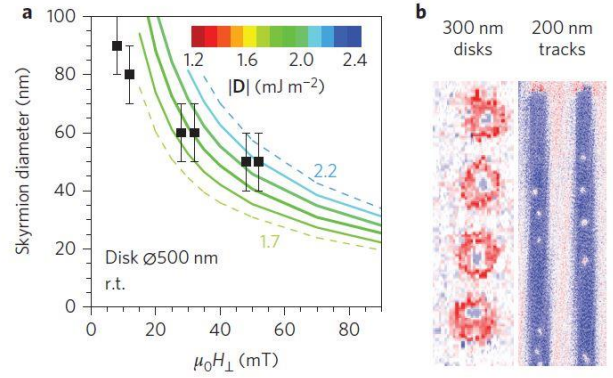 a
100
80
60
40
20
0
Skyrmion diameter (nm)
1.2 1.6 2.0 2.4
|D| (mJ m⁻²)
2.2
1.7
Disk Ø500 nm
r.t.
0 20 40 60 80
μ₀H⊥ (mT)
b
300 nm
disks
200 nm
tracks